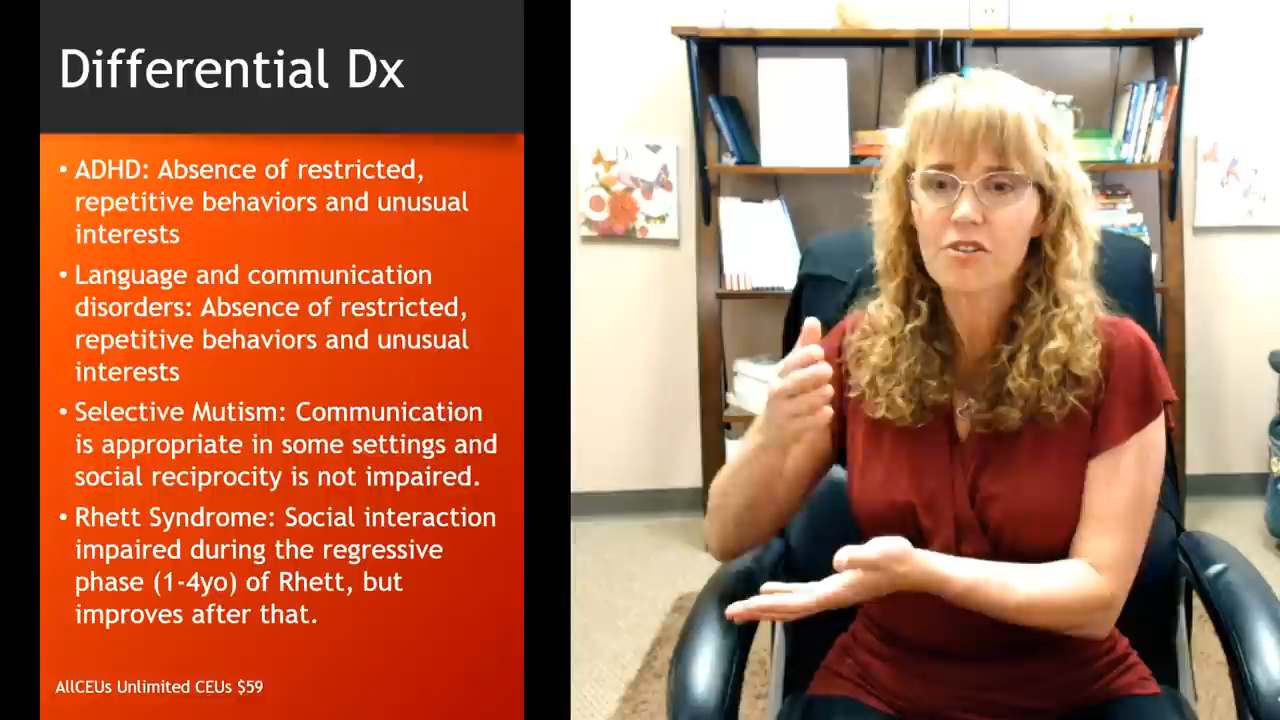 Differential Dx
• ADHD: Absence of restricted,
repetitive behaviors and unusual
interests
• Language and communication
disorders: Absence of restricted,
repetitive behaviors and unusual
interests
• Selective Mutism: Communication
is appropriate in some settings and
social reciprocity is not impaired.
• Rhett Syndrome: Social interaction
impaired during the regressive
phase (1-4yo) of Rhett, but
improves after that.
AllCEUs Unlimited CEUs $59